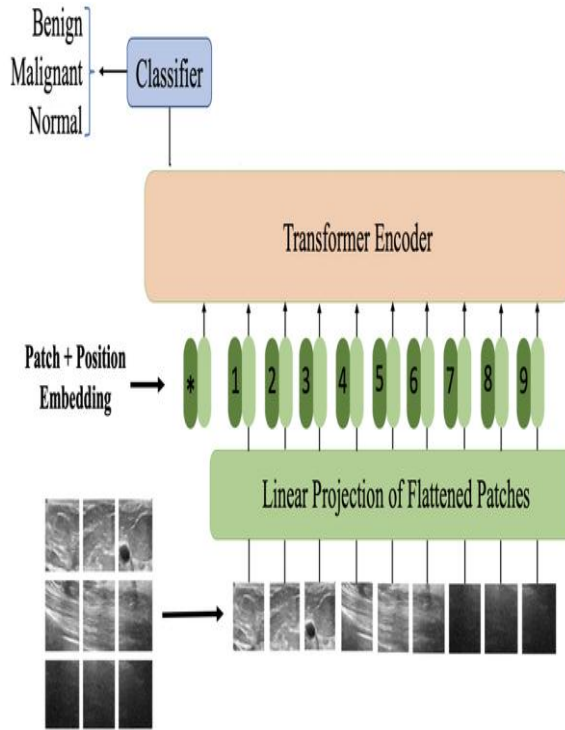 Benign
Malignant
Normal
Classifier
Transformer Encoder
Patch + Position
Embedding
* 1 2 3 4 5 6 7 8 9
Linear Projection of Flattened Patches